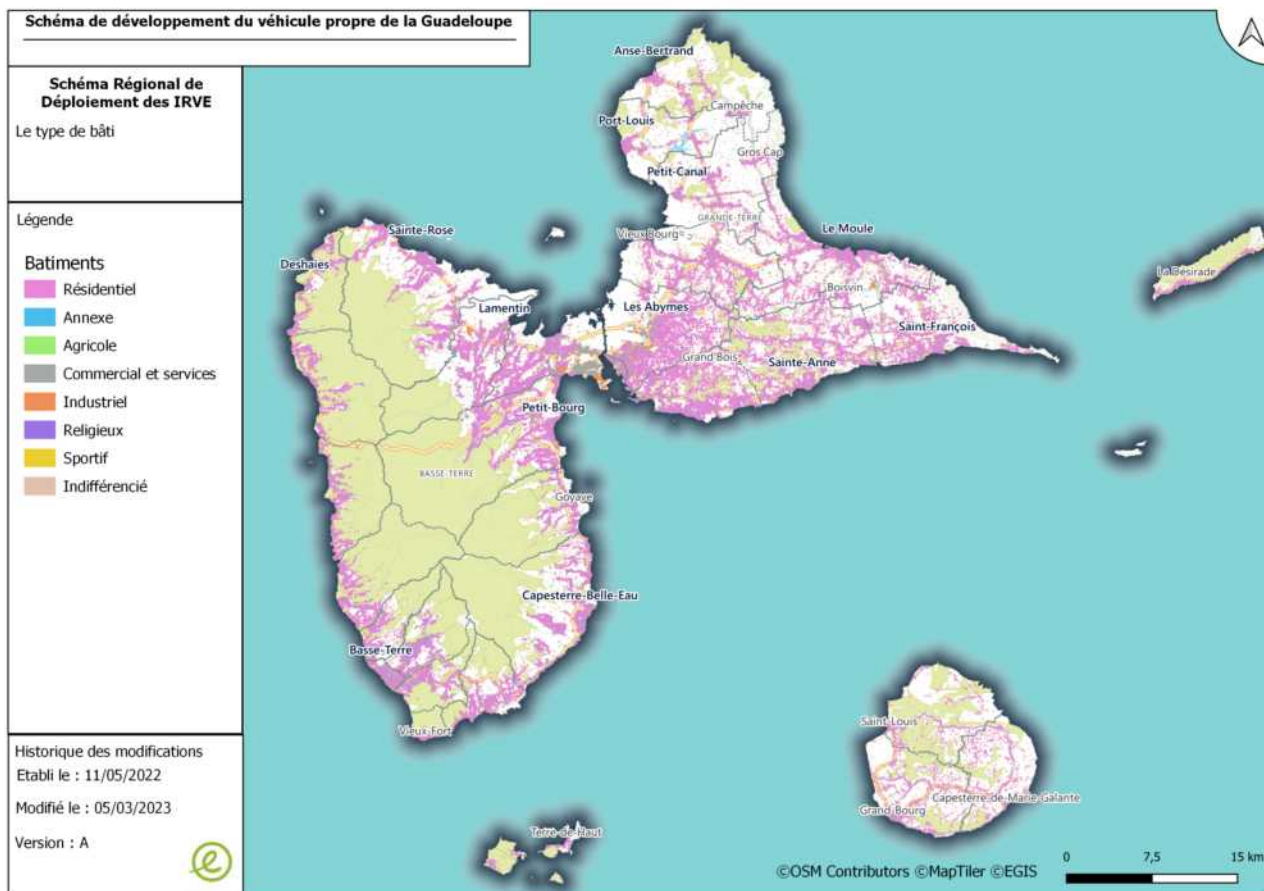 Schéma de développement du véhicule propre de la Guadeloupe
Schéma Régional de
Déploiement des IRVE
Le type de bâti
Légende
Batiments
Résidentiel
Annexe
Agricole
Commercial et services
Industriel
Religieux
Sportif
Indifférencié
Historique des modifications
Etabli le : 11/05/2022
Modifié le : 05/03/2023
Version : A
Anse-Bertrand
Campêche
Port-Louis
Gros Cap
Petit-Canal
GRANDE-TERRE
Vieux Bourg
Le Moule
Sainte-Rose
Deshaies
La Désirade
Boisvin
Lamentin
Les Abymes
Saint-François
Grand Bois
Sainte-Anne
Petit-Bourg
BASSE-TERRE
Goyave
Capesterre-Belle-Eau
Basse-Terre
Vieux-Fort
Saint-Louis
Capesterre-de-Marie-Galante
Grand-Bourg
Terre-de-Haut
©OSM Contributors ©MapTiler ©EGIS
0 7,5 15 km